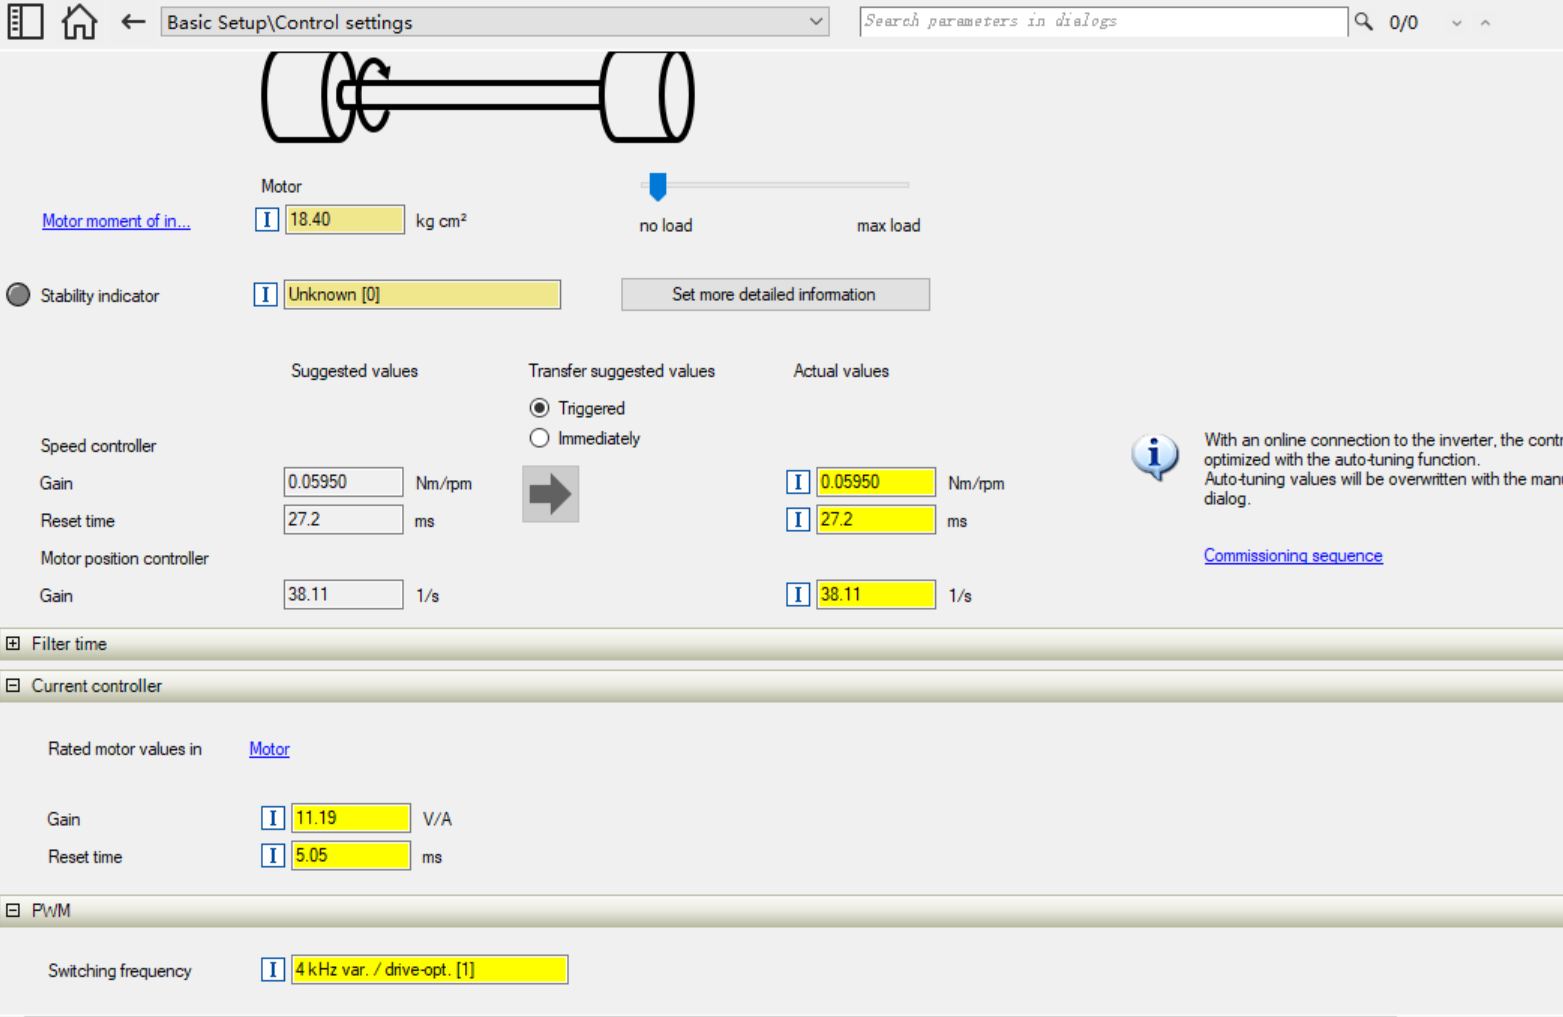 Basic Setup\Control settings
Search parameters in dialogs
0/0
Motor
Motor moment of in...
I 18.40 kg cm²
no load
max load
Stability indicator
I Unknown [0]
Set more detailed information
Suggested values
Transfer suggested values
Actual values
Triggered
Immediately
Speed controller
Gain 0.05950 Nm/rpm I 0.05950 Nm/rpm
Reset time 27.2 ms I 27.2 ms
Motor position controller
Gain 38.11 1/s I 38.11 1/s
With an online connection to the inverter, the contr
optimized with the auto-tuning function.
Auto-tuning values will be overwritten with the man
dialog.
Commissioning sequence
Filter time
Current controller
Rated motor values in Motor
Gain I 11.19 V/A
Reset time I 5.05 ms
PWM
Switching frequency I 4 kHz var. / drive-opt. [1]